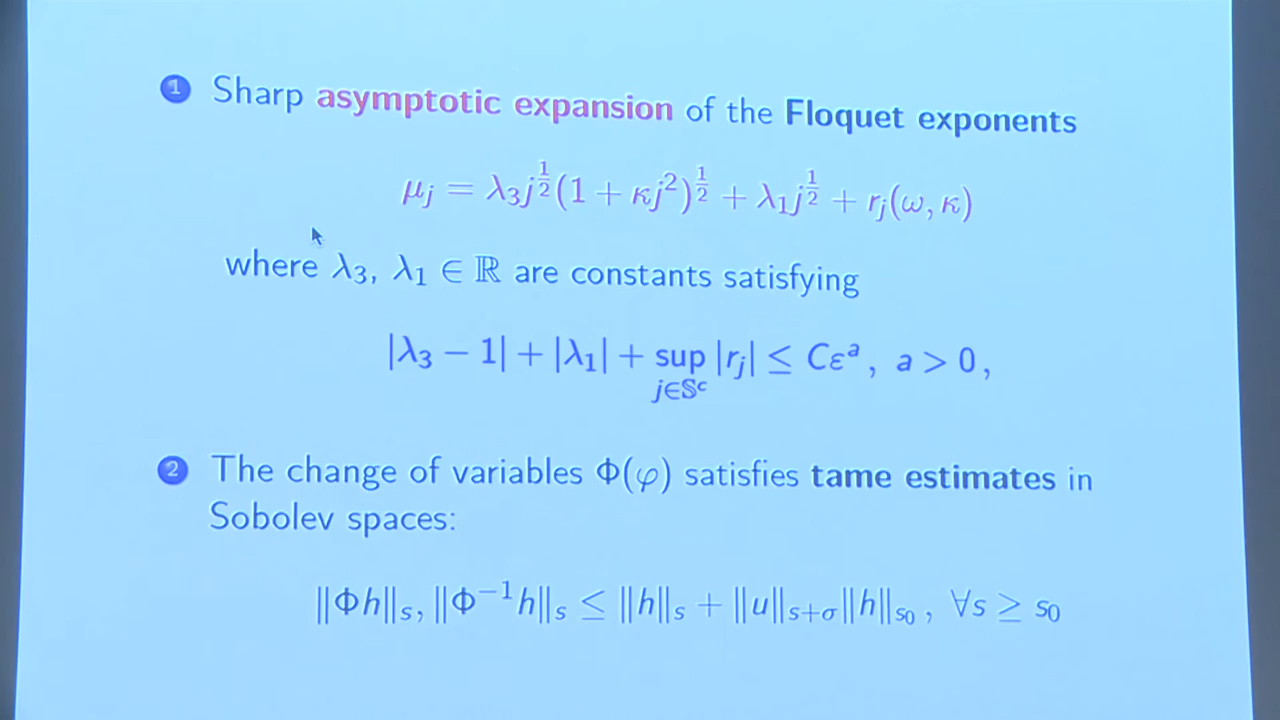 1 Sharp asymptotic expansion of the Floquet exponents
μ_j = λ_3 j^{1/2}(1 + κj^2)^{1/2} + λ_1 j^{1/2} + r_j(ω, κ)
where λ_3, λ_1 ∈ ℝ are constants satisfying
|λ_3 − 1| + |λ_1| + sup_{j∈𝕊^c} |r_j| ≤ Cε^a, a > 0,
2 The change of variables Φ(φ) satisfies tame estimates in
Sobolev spaces:
‖Φh‖_s, ‖Φ^{−1}h‖_s ≤ ‖h‖_s + ‖u‖_{s+σ}‖h‖_{s_0}, ∀s ≥ s_0